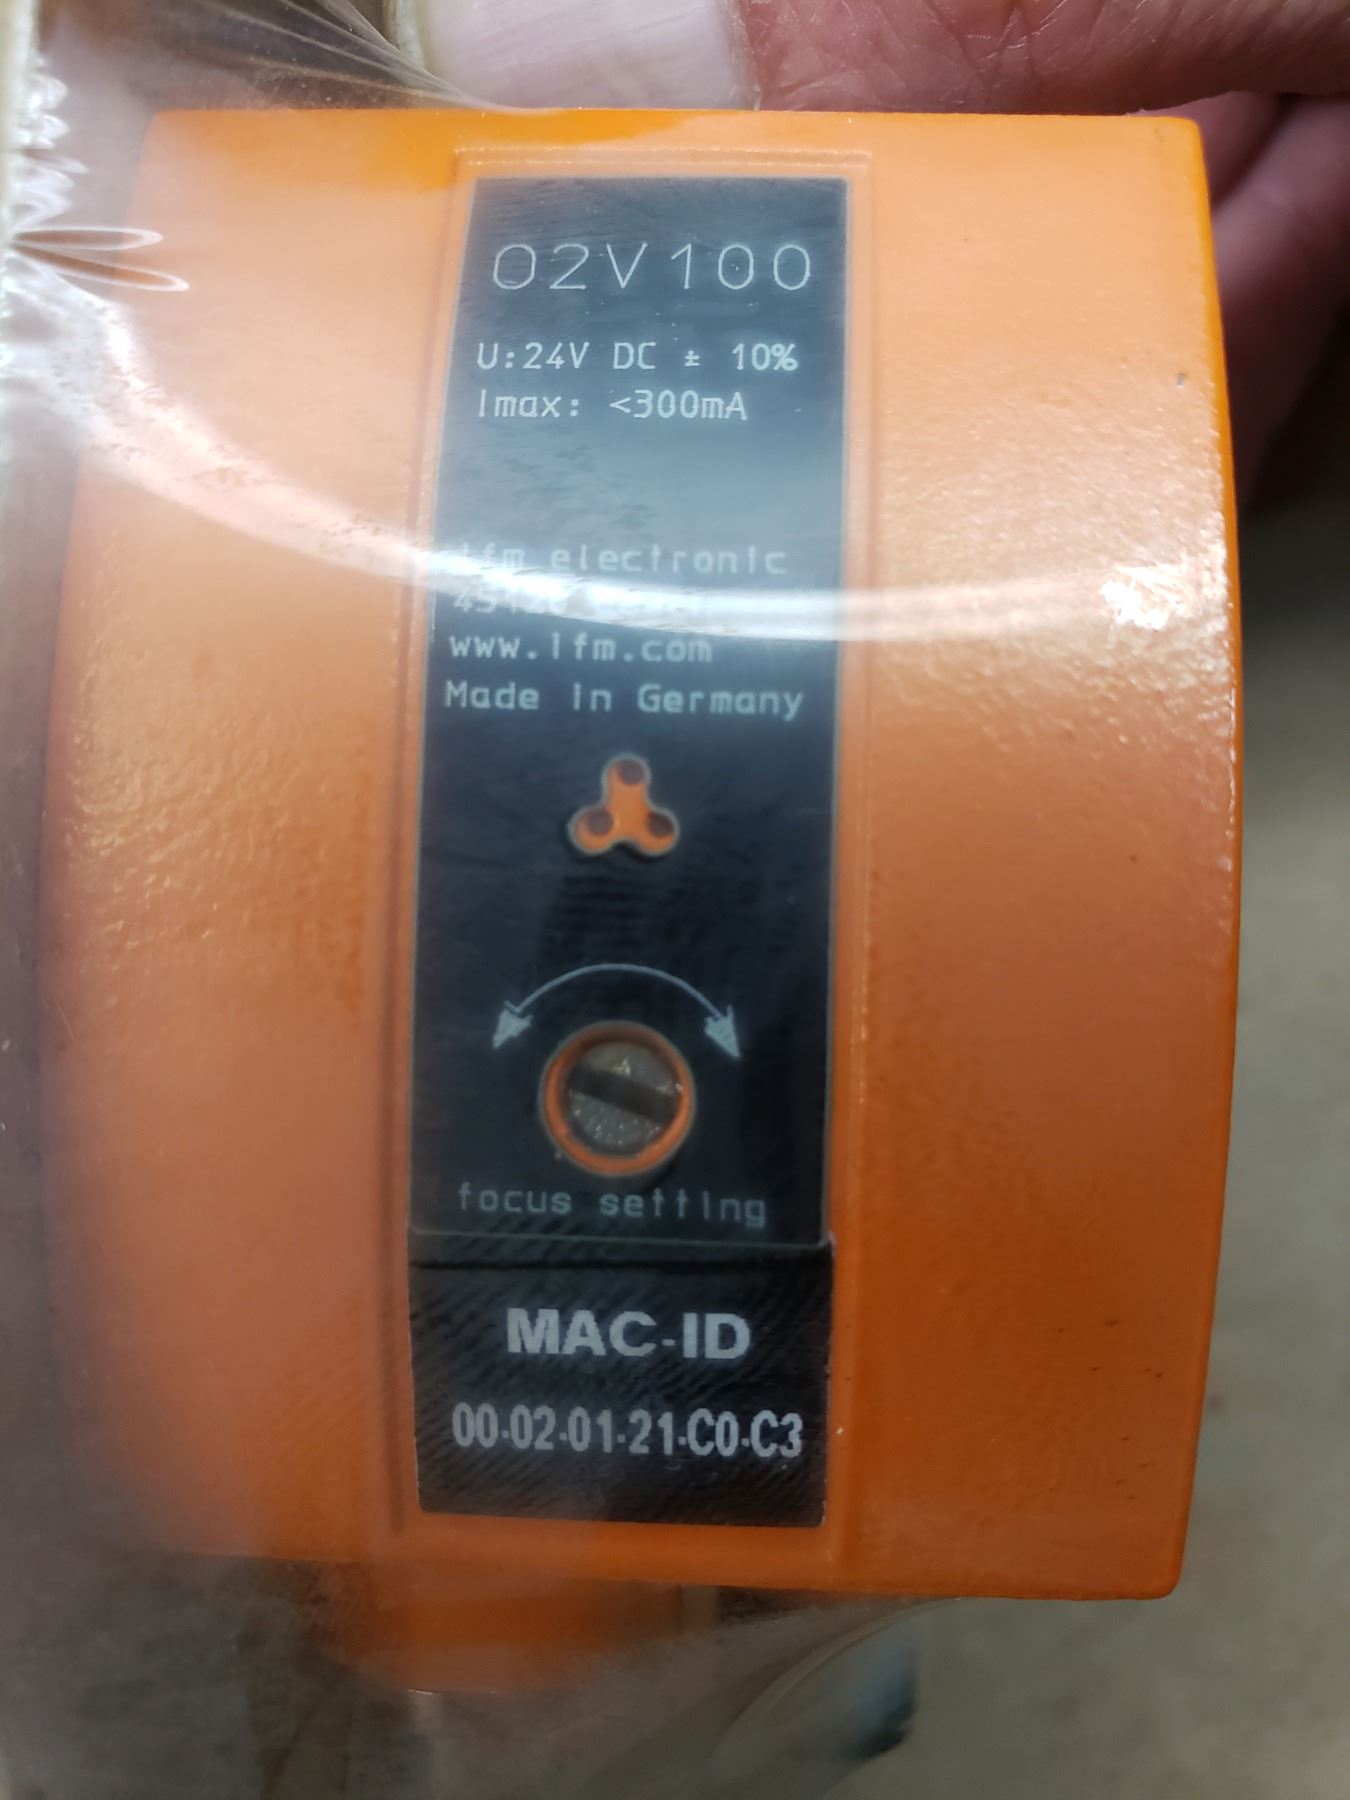 O2V100
U:24V DC ± 10%
Imax: <300mA
ifm electronic
www.ifm.com
Made in Germany
focus setting
MAC-ID
00-02-01-21-C0-C3